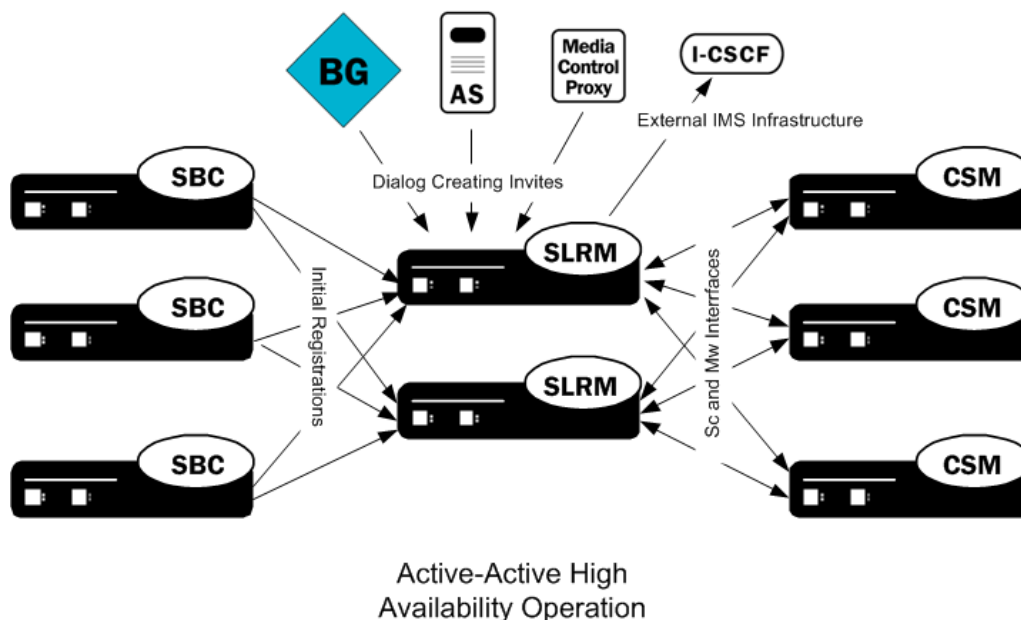 BG
AS
Media
Control
Proxy
I-CSCF
External IMS Infrastructure
Dialog Creating Invites
SBC
SBC
SBC
Initial Registrations
SLRM
SLRM
Sc and Mw Interfaces
CSM
CSM
CSM
Active-Active High
Availability Operation